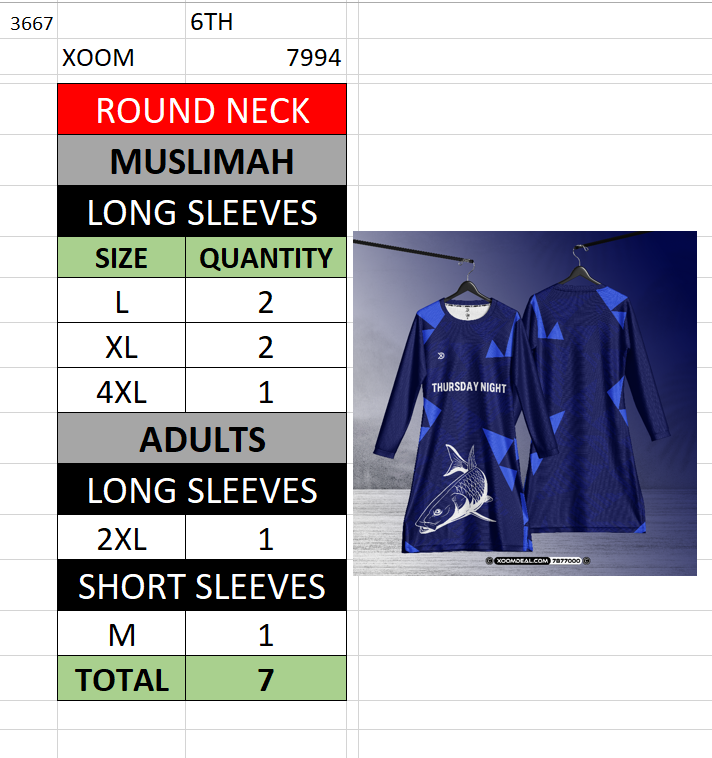 3667 6TH
XOOM 7994
ROUND NECK
MUSLIMAH
LONG SLEEVES
SIZE QUANTITY
L 2
XL 2
4XL 1
ADULTS
LONG SLEEVES
2XL 1
SHORT SLEEVES
M 1
TOTAL 7
THURSDAY NIGHT
XOOMDEAL.COM 7877000